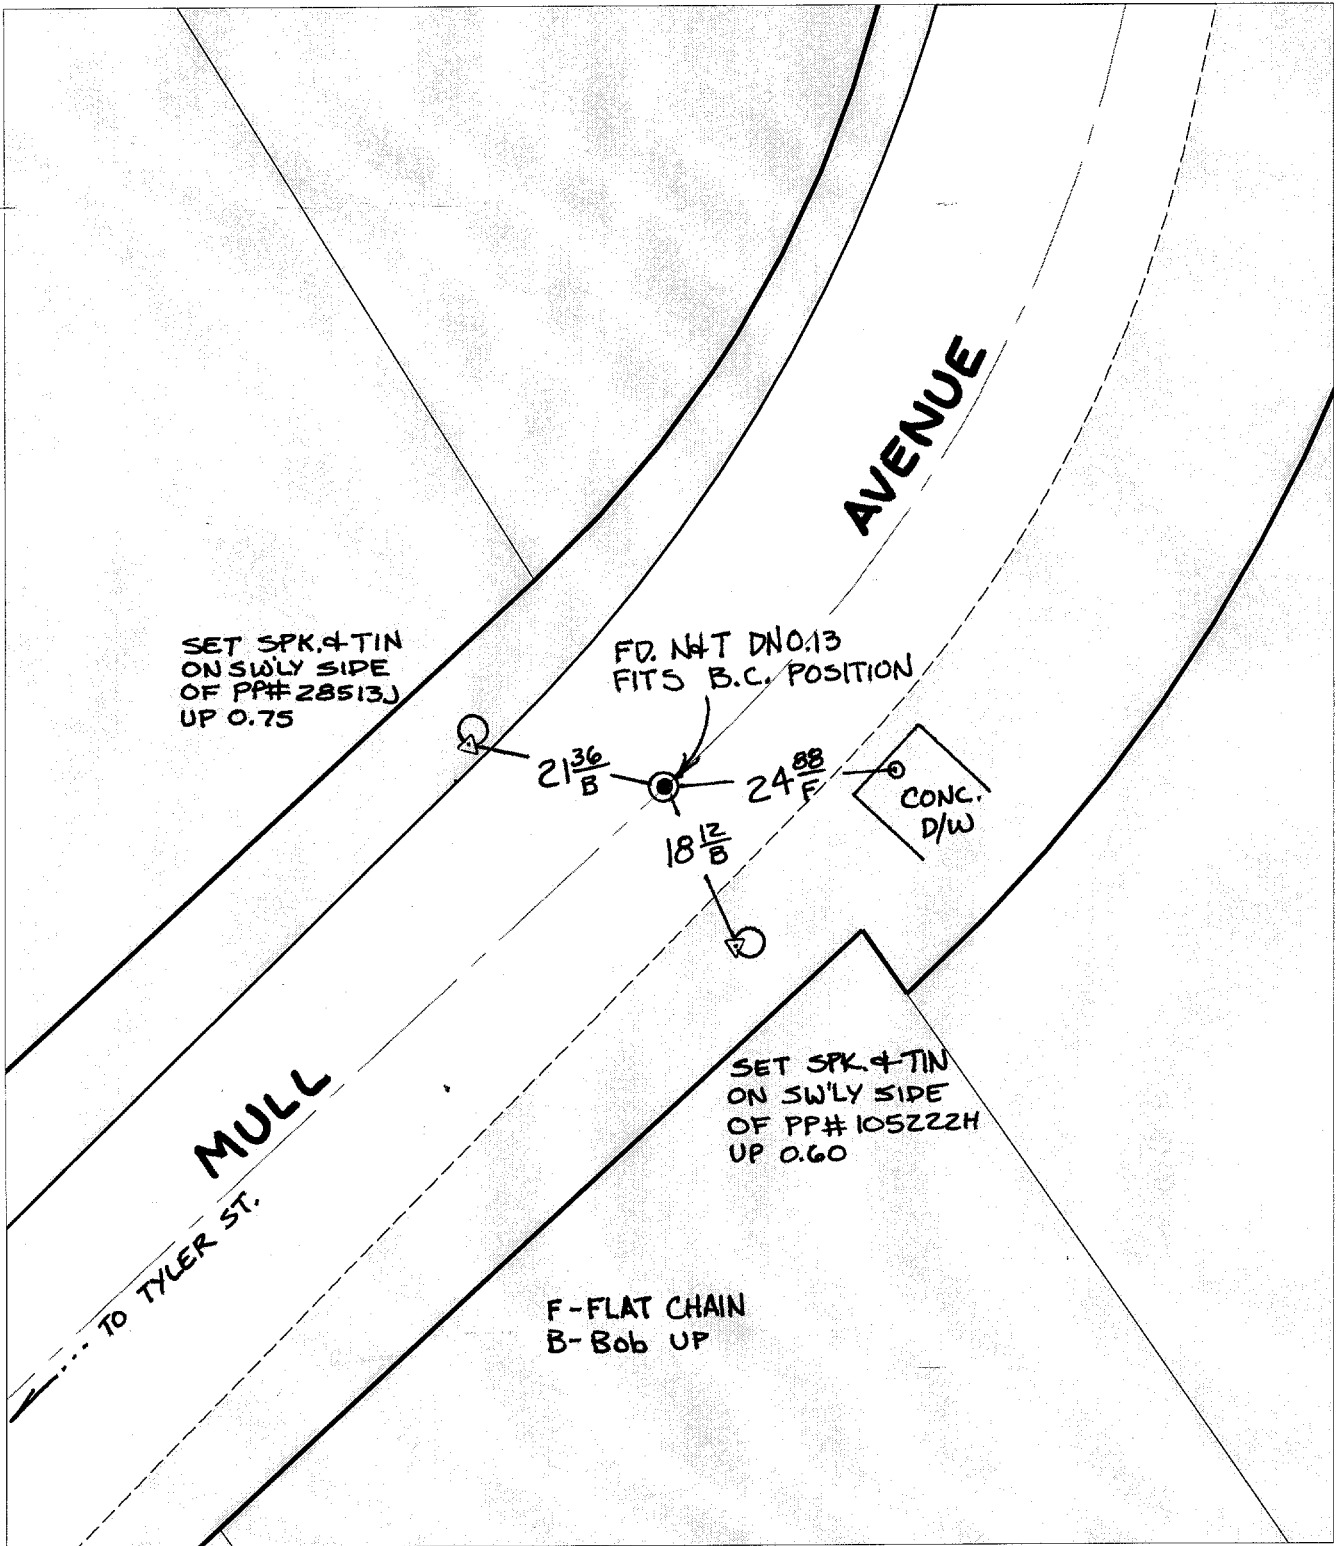 AVENUE
SET SPK.&TIN
ON SW'LY SIDE
OF PP# 28513J
UP 0.75
FD. N&T DN0.13
FITS B.C. POSITION
21 36/B
24 88/F
CONC.
D/W
18 12/B
SET SPK.&TIN
ON SW'LY SIDE
OF PP# 105222H
UP 0.60
MULL
TO TYLER ST.
F-FLAT CHAIN
B-Bob UP